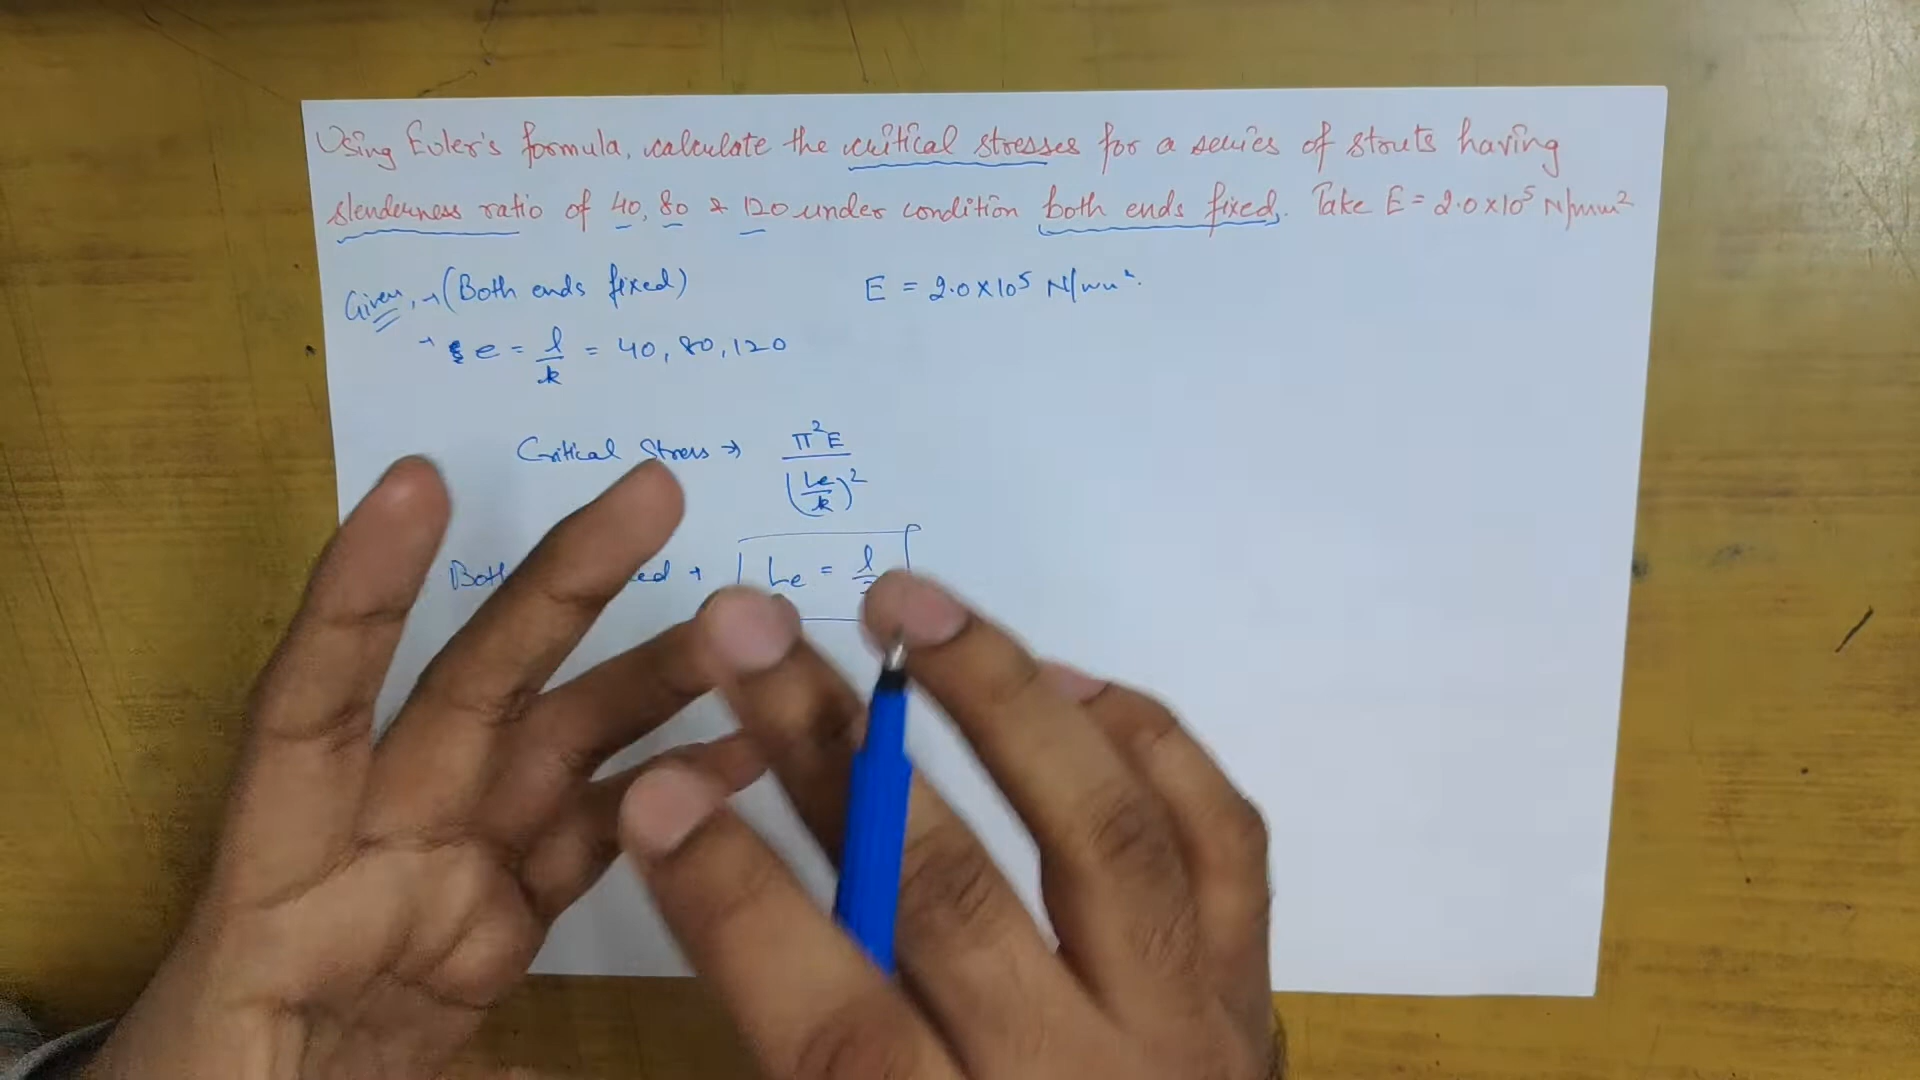 Using Euler's formula, calculate the critical stresses for a series of struts having
slenderness ratio of 40, 80 & 120 under condition both ends fixed. Take E = 2.0×10⁵ N/mm²
Given, → (Both ends fixed) E = 2.0×10⁵ N/mm².
→ e = l/k = 40, 80, 120
Critical Stress → π²E/(Le/k)²
Both → Le = l